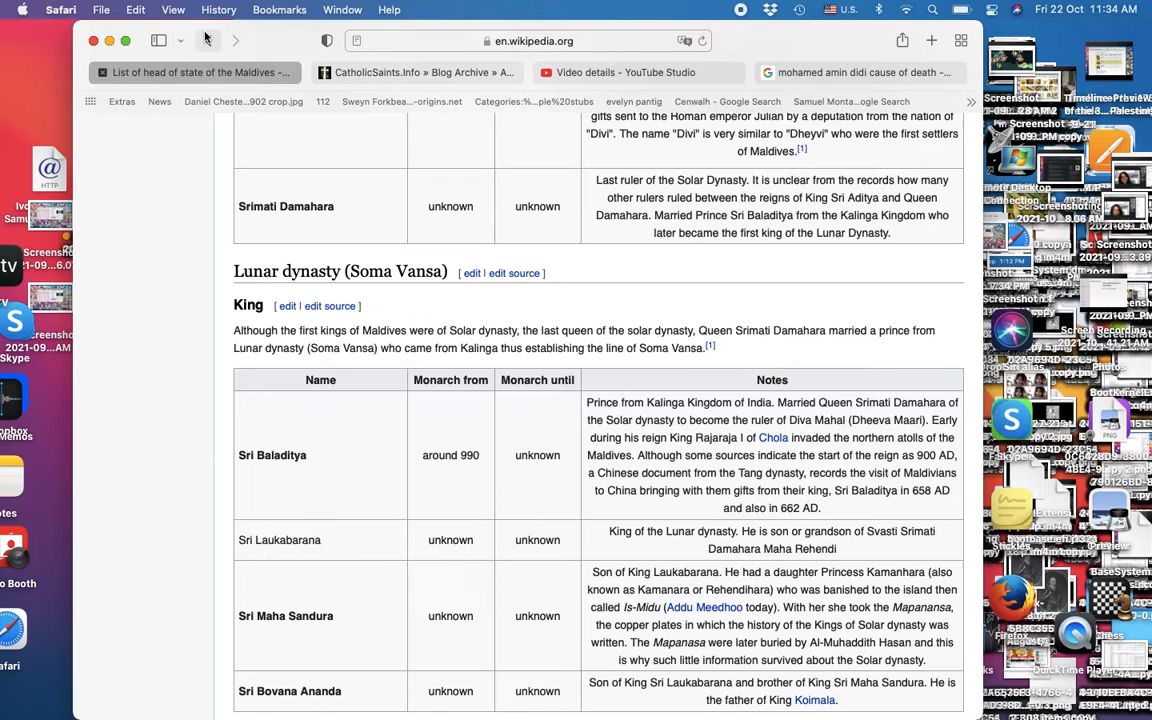 Safari File Edit View History Bookmarks Window Help U.S. Fri 22 Oct 11:34 AM
en.wikipedia.org
List of head of state of the Maldives -... CatholicSaints.Info » Blog Archive » A... Video details - YouTube Studio mohamed amin didi cause of death -...
Extras News Daniel Cheste...902 crop.jpg 112 Sweyn Forkbea...-origins.net Categories:%...ple%20stubs evelyn pantig Cenwalh - Google Search Samuel Monta...ogle Search
gifts sent to the Roman emperor Julian by a deputation from the nation of
"Divi". The name "Divi" is very similar to "Dheyvi" who were the first settlers
of Maldives.[1]
Srimati Damahara unknown unknown
Last ruler of the Solar Dynasty. It is unclear from the records how many
other rulers ruled between the reigns of King Sri Aditya and Queen
Damahara. Married Prince Sri Baladitya from the Kalinga Kingdom who
later became the first king of the Lunar Dynasty.
Lunar dynasty (Soma Vansa) [ edit | edit source ]
King [ edit | edit source ]
Although the first kings of Maldives were of Solar dynasty, the last queen of the solar dynasty, Queen Srimati Damahara married a prince from
Lunar dynasty (Soma Vansa) who came from Kalinga thus establishing the line of Soma Vansa.[1]
Name Monarch from Monarch until Notes
Sri Baladitya around 990 unknown
Prince from Kalinga Kingdom of India. Married Queen Srimati Damahara of
the Solar dynasty to become the ruler of Diva Mahal (Dheeva Maari). Early
during his reign King Rajaraja I of Chola invaded the northern atolls of the
Maldives. Although some sources indicate the start of the reign as 900 AD,
a Chinese document from the Tang dynasty, records the visit of Maldivians
to China bringing with them gifts from their king, Sri Baladitya in 658 AD
and also in 662 AD.
Sri Laukabarana unknown unknown
King of the Lunar dynasty. He is son or grandson of Svasti Srimati
Damahara Maha Rehendi
Sri Maha Sandura unknown unknown
Son of King Laukabarana. He had a daughter Princess Kamanhara (also
known as Kamanara or Rehendihara) who was banished to the island then
called Is-Midu (Addu Meedhoo today). With her she took the Mapanansa,
the copper plates in which the history of the Kings of Solar dynasty was
written. The Mapanasa were later buried by Al-Muhaddith Hasan and this
is why such little information survived about the Solar dynasty.
Sri Bovana Ananda unknown unknown
Son of King Sri Laukabarana and brother of King Sri Maha Sandura. He is
the father of King Koimala.
HTTP
Skype
Firefox
Stickies
Preview
Chess
QuickTime Player
Photos
Siri alias
Screen Recording
PNG